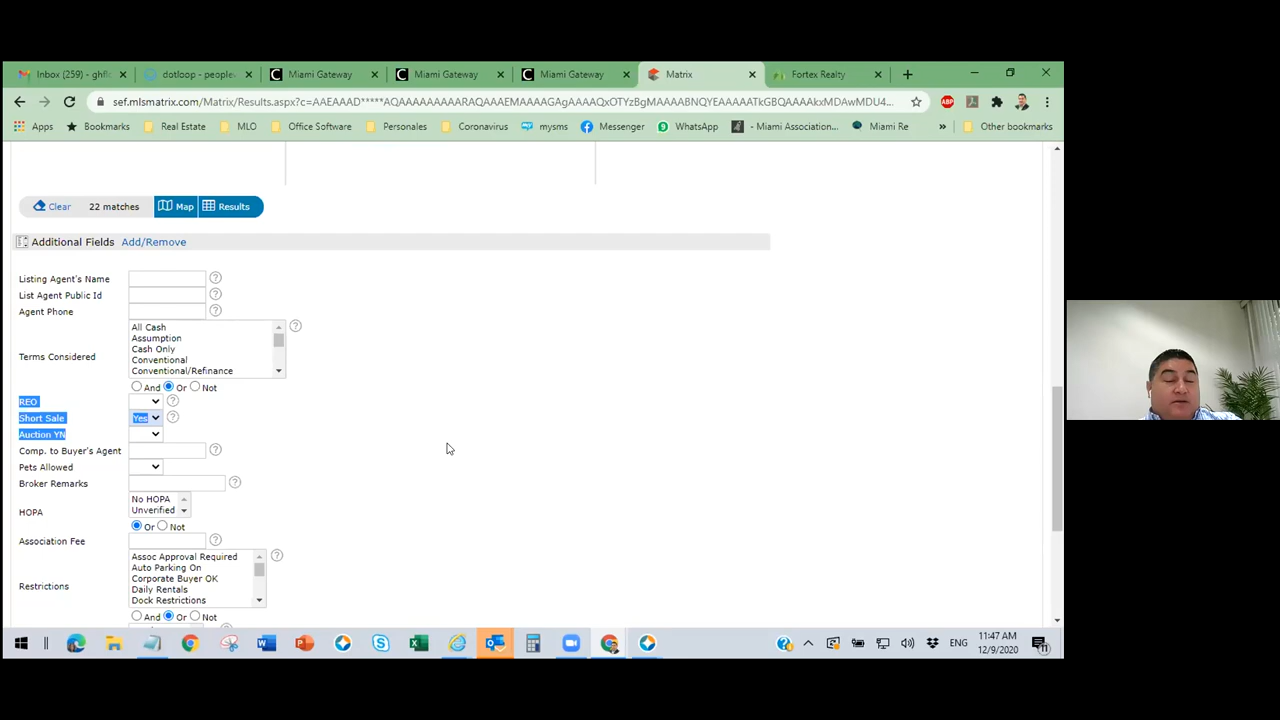 Inbox (259) - ghfl
dotloop - people
Miami Gateway
Miami Gateway
Miami Gateway
Matrix
Fortex Realty
sef.mlsmatrix.com/Matrix/Results.aspx?c=AAEAAAD*****AQAAAAAAAAARAQAAAEMAAAAGAgAAAAQxOTYzBgMAAAABNQYEAAAAATkGBQAAAAkxMDAwMDU4...
ABP
Apps
Bookmarks
Real Estate
MLO
Office Software
Personales
Coronavirus
mysms
Messenger
WhatsApp
- Miami Association...
Miami Re
»
Other bookmarks
Clear 22 matches Map Results
Additional Fields Add/Remove
Listing Agent's Name
List Agent Public Id
Agent Phone
All Cash
Assumption
Cash Only
Terms Considered
Conventional
Conventional/Refinance
And Or Not
REO
Short Sale Yes
Auction YN
Comp. to Buyer's Agent
Pets Allowed
Broker Remarks
No HOPA
Unverified
HOPA
Or Not
Association Fee
Assoc Approval Required
Auto Parking On
Corporate Buyer OK
Restrictions
Daily Rentals
Dock Restrictions
And Or Not
ENG
11:47 AM
12/9/2020